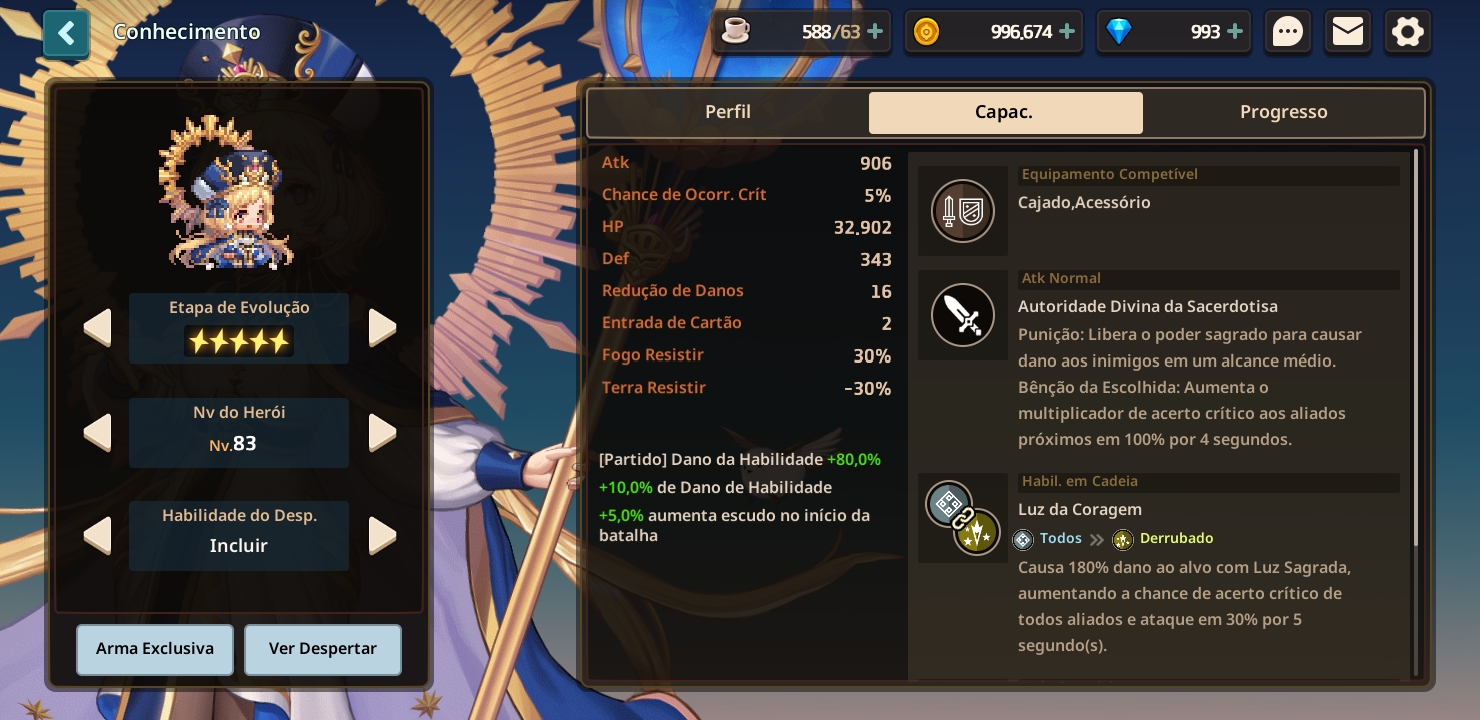 Conhecimento
588/63
996,674
993
Etapa de Evolução
Nv do Herói
Nv.83
Habilidade do Desp.
Incluir
Arma Exclusiva
Ver Despertar
Perfil
Capac.
Progresso
Atk 906
Chance de Ocorr. Crít 5%
HP 32.902
Def 343
Redução de Danos 16
Entrada de Cartão 2
Fogo Resistir 30%
Terra Resistir -30%
[Partido] Dano da Habilidade +80,0%
+10,0% de Dano de Habilidade
+5,0% aumenta escudo no início da
batalha
Equipamento Competível
Cajado,Acessório
Atk Normal
Autoridade Divina da Sacerdotisa
Punição: Libera o poder sagrado para causar
dano aos inimigos em um alcance médio.
Bênção da Escolhida: Aumenta o
multiplicador de acerto crítico aos aliados
próximos em 100% por 4 segundos.
Habil. em Cadeia
Luz da Coragem
Todos Derrubado
Causa 180% dano ao alvo com Luz Sagrada,
aumentando a chance de acerto crítico de
todos aliados e ataque em 30% por 5
segundo(s).